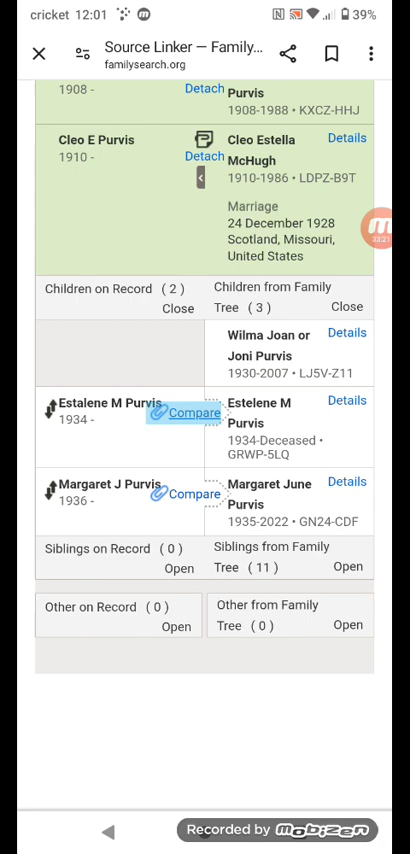 cricket 12:01
39%
Source Linker — Family...
familysearch.org
1908 -
Detach
Purvis
1908-1988 • KXCZ-HHJ
Cleo E Purvis
1910 -
Detach
Cleo Estella
McHugh
Details
1910-1986 • LDPZ-B9T
Marriage
24 December 1928
Scotland, Missouri,
United States
33:21
Children on Record ( 2 )
Close
Children from Family
Tree ( 3 )
Close
Wilma Joan or
Joni Purvis
Details
1930-2007 • LJ5V-Z11
Estalene M Purvis
1934 -
Compare
Estelene M
Purvis
Details
1934-Deceased •
GRWP-5LQ
Margaret J Purvis
1936 -
Compare
Margaret June
Purvis
Details
1935-2022 • GN24-CDF
Siblings on Record ( 0 )
Open
Siblings from Family
Tree ( 11 )
Open
Other on Record ( 0 )
Open
Other from Family
Tree ( 0 )
Open
Recorded by mobizen